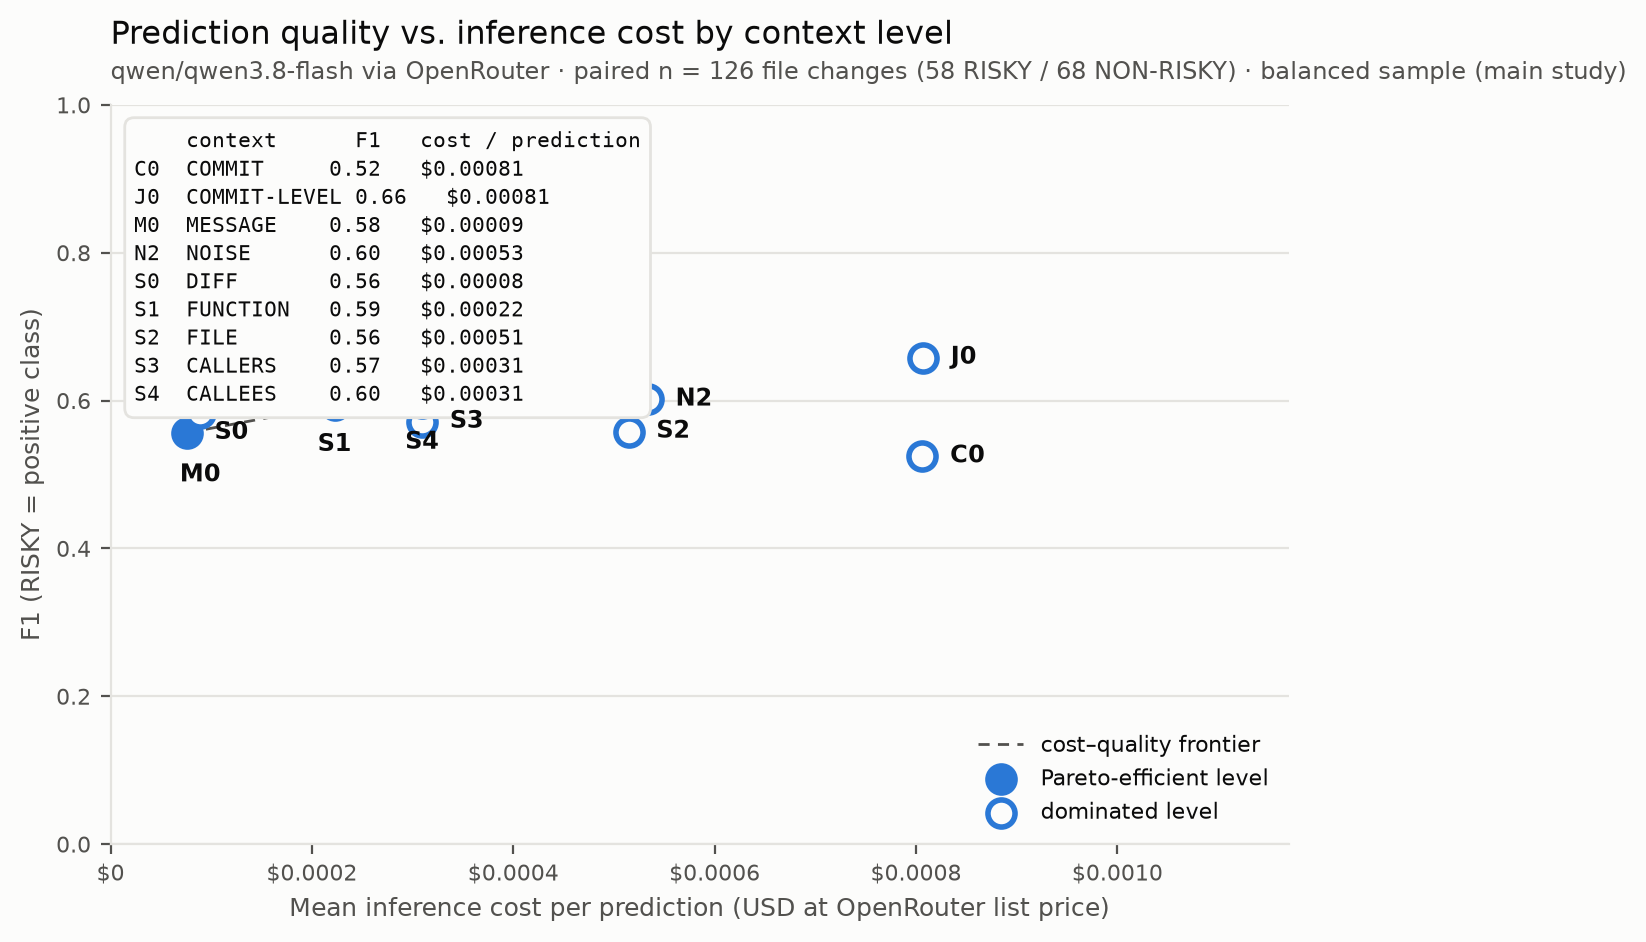 Prediction quality vs. inference cost by context level
qwen/qwen3.8-flash via OpenRouter · paired n = 126 file changes (58 RISKY / 68 NON-RISKY) · balanced sample (main study)
F1 (RISKY = positive class)
1.0
0.8
0.6
0.4
0.2
0.0
context F1 cost / prediction
C0 COMMIT 0.52 $0.00081
J0 COMMIT-LEVEL 0.66 $0.00081
M0 MESSAGE 0.58 $0.00009
N2 NOISE 0.60 $0.00053
S0 DIFF 0.56 $0.00008
S1 FUNCTION 0.59 $0.00022
S2 FILE 0.56 $0.00051
S3 CALLERS 0.57 $0.00031
S4 CALLEES 0.60 $0.00031
J0
N2
S3
S0
S2
S1
S4
C0
M0
cost–quality frontier
Pareto-efficient level
dominated level
$0
$0.0002
$0.0004
$0.0006
$0.0008
$0.0010
Mean inference cost per prediction (USD at OpenRouter list price)